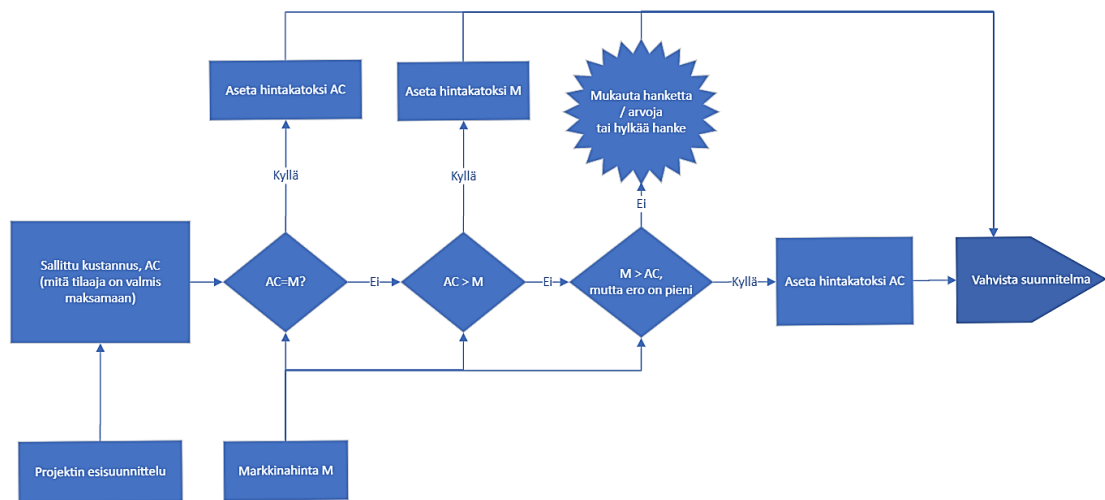 Aseta hintakatoksi AC
Aseta hintakatoksi M
Mukauta hanketta
/ arvoja
tai hylkää hanke
Kyllä
Kyllä
Ei
Sallittu kustannus, AC
(mitä tilaaja on valmis
maksamaan)
AC=M?
Ei
AC > M
Ei
M > AC,
mutta ero on pieni
Kyllä
Aseta hintakatoksi AC
Vahvista suunnitelma
Projektin esisuunnittelu
Markkinahinta M